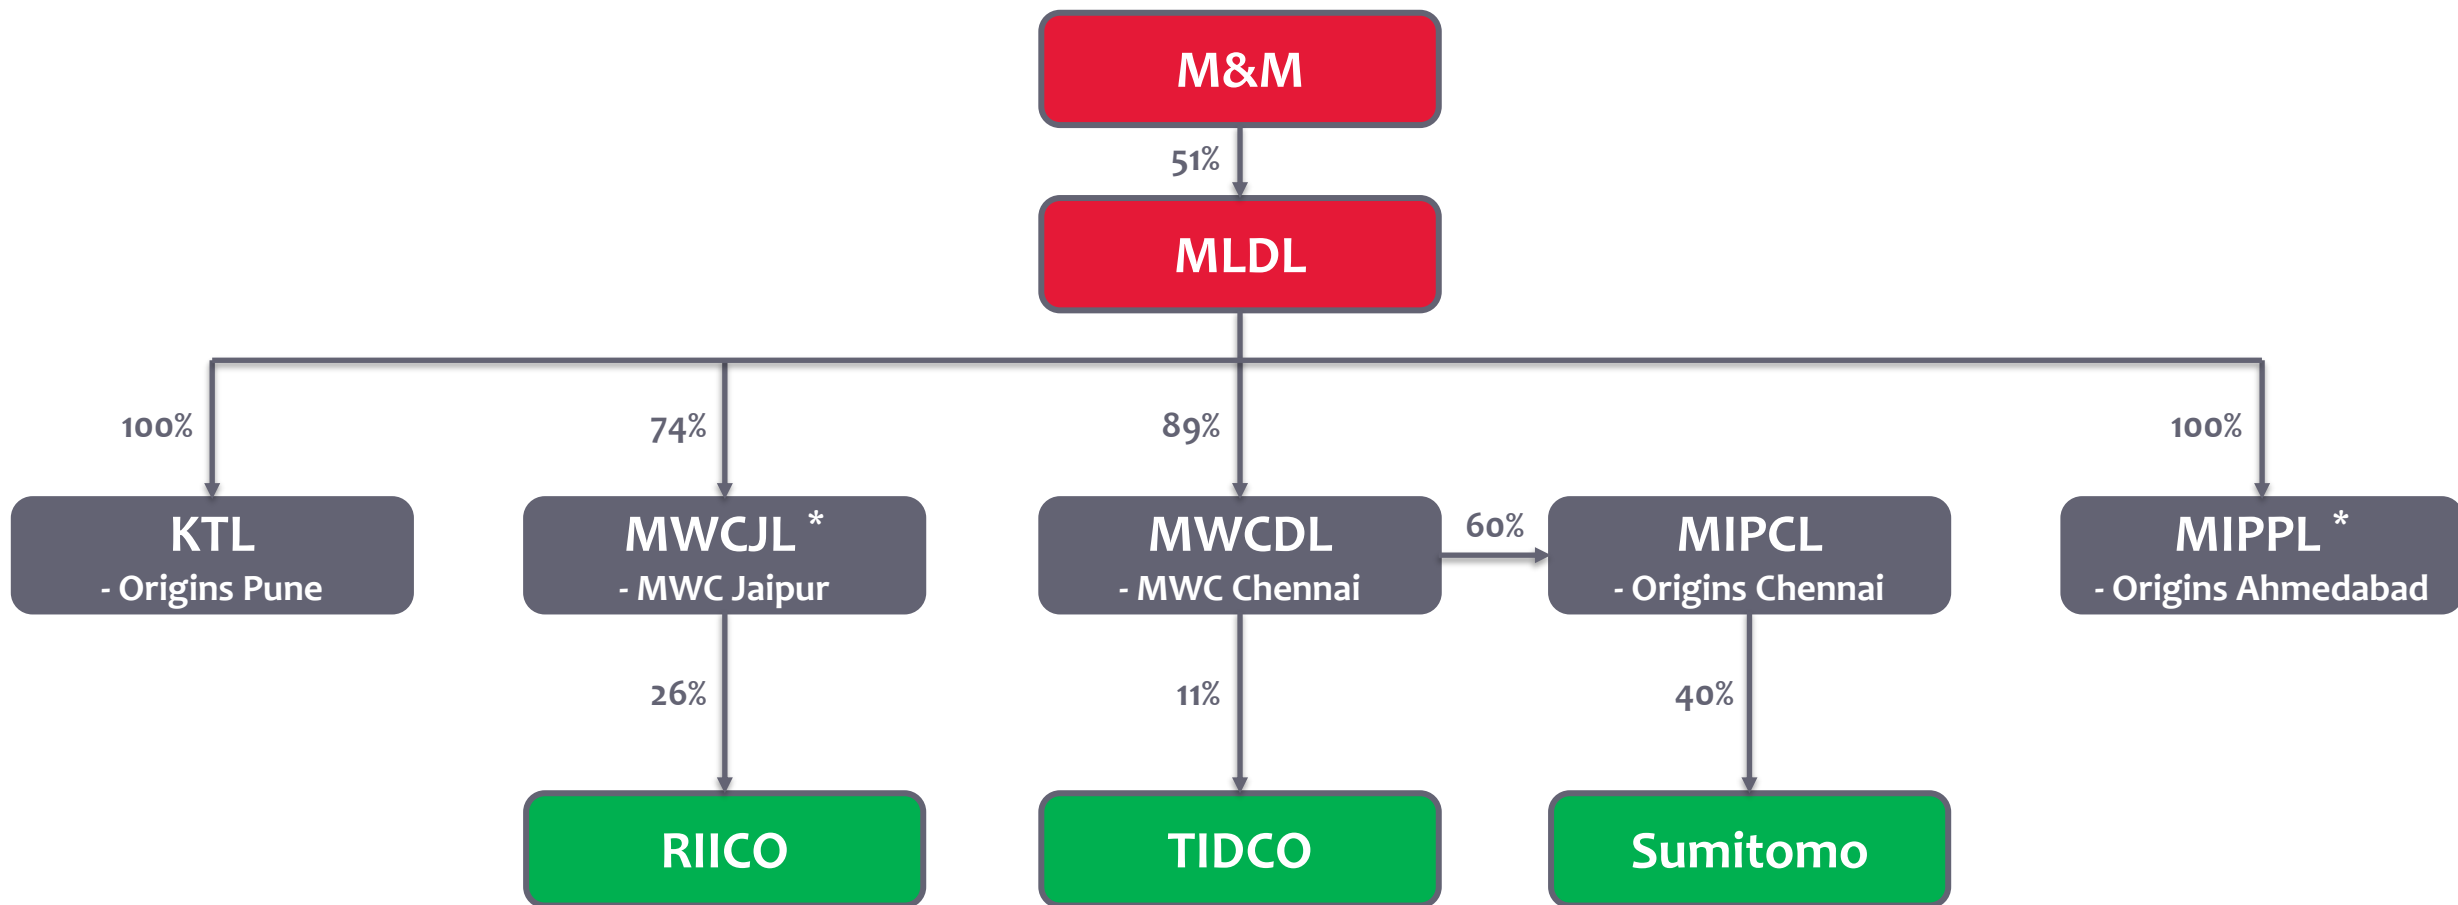 M&M
51%
MLDL
100%
74%
89%
100%
KTL
- Origins Pune
MWCJL *
- MWC Jaipur
MWCDL
- MWC Chennai
60%
MIPCL
- Origins Chennai
MIPPL *
- Origins Ahmedabad
26%
11%
40%
RIICO
TIDCO
Sumitomo